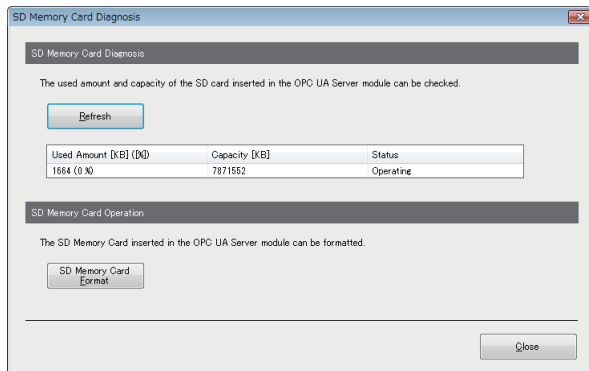 SD Memory Card Diagnosis
SD Memory Card Diagnosis
The used amount and capacity of the SD card inserted in the OPC UA Server module can be checked.
Refresh
Used Amount [KB] ([%]) Capacity [KB] Status
1664 (0 %) 7871552 Operating
SD Memory Card Operation
The SD Memory Card inserted in the OPC UA Server module can be formatted.
SD Memory Card
Format
Close